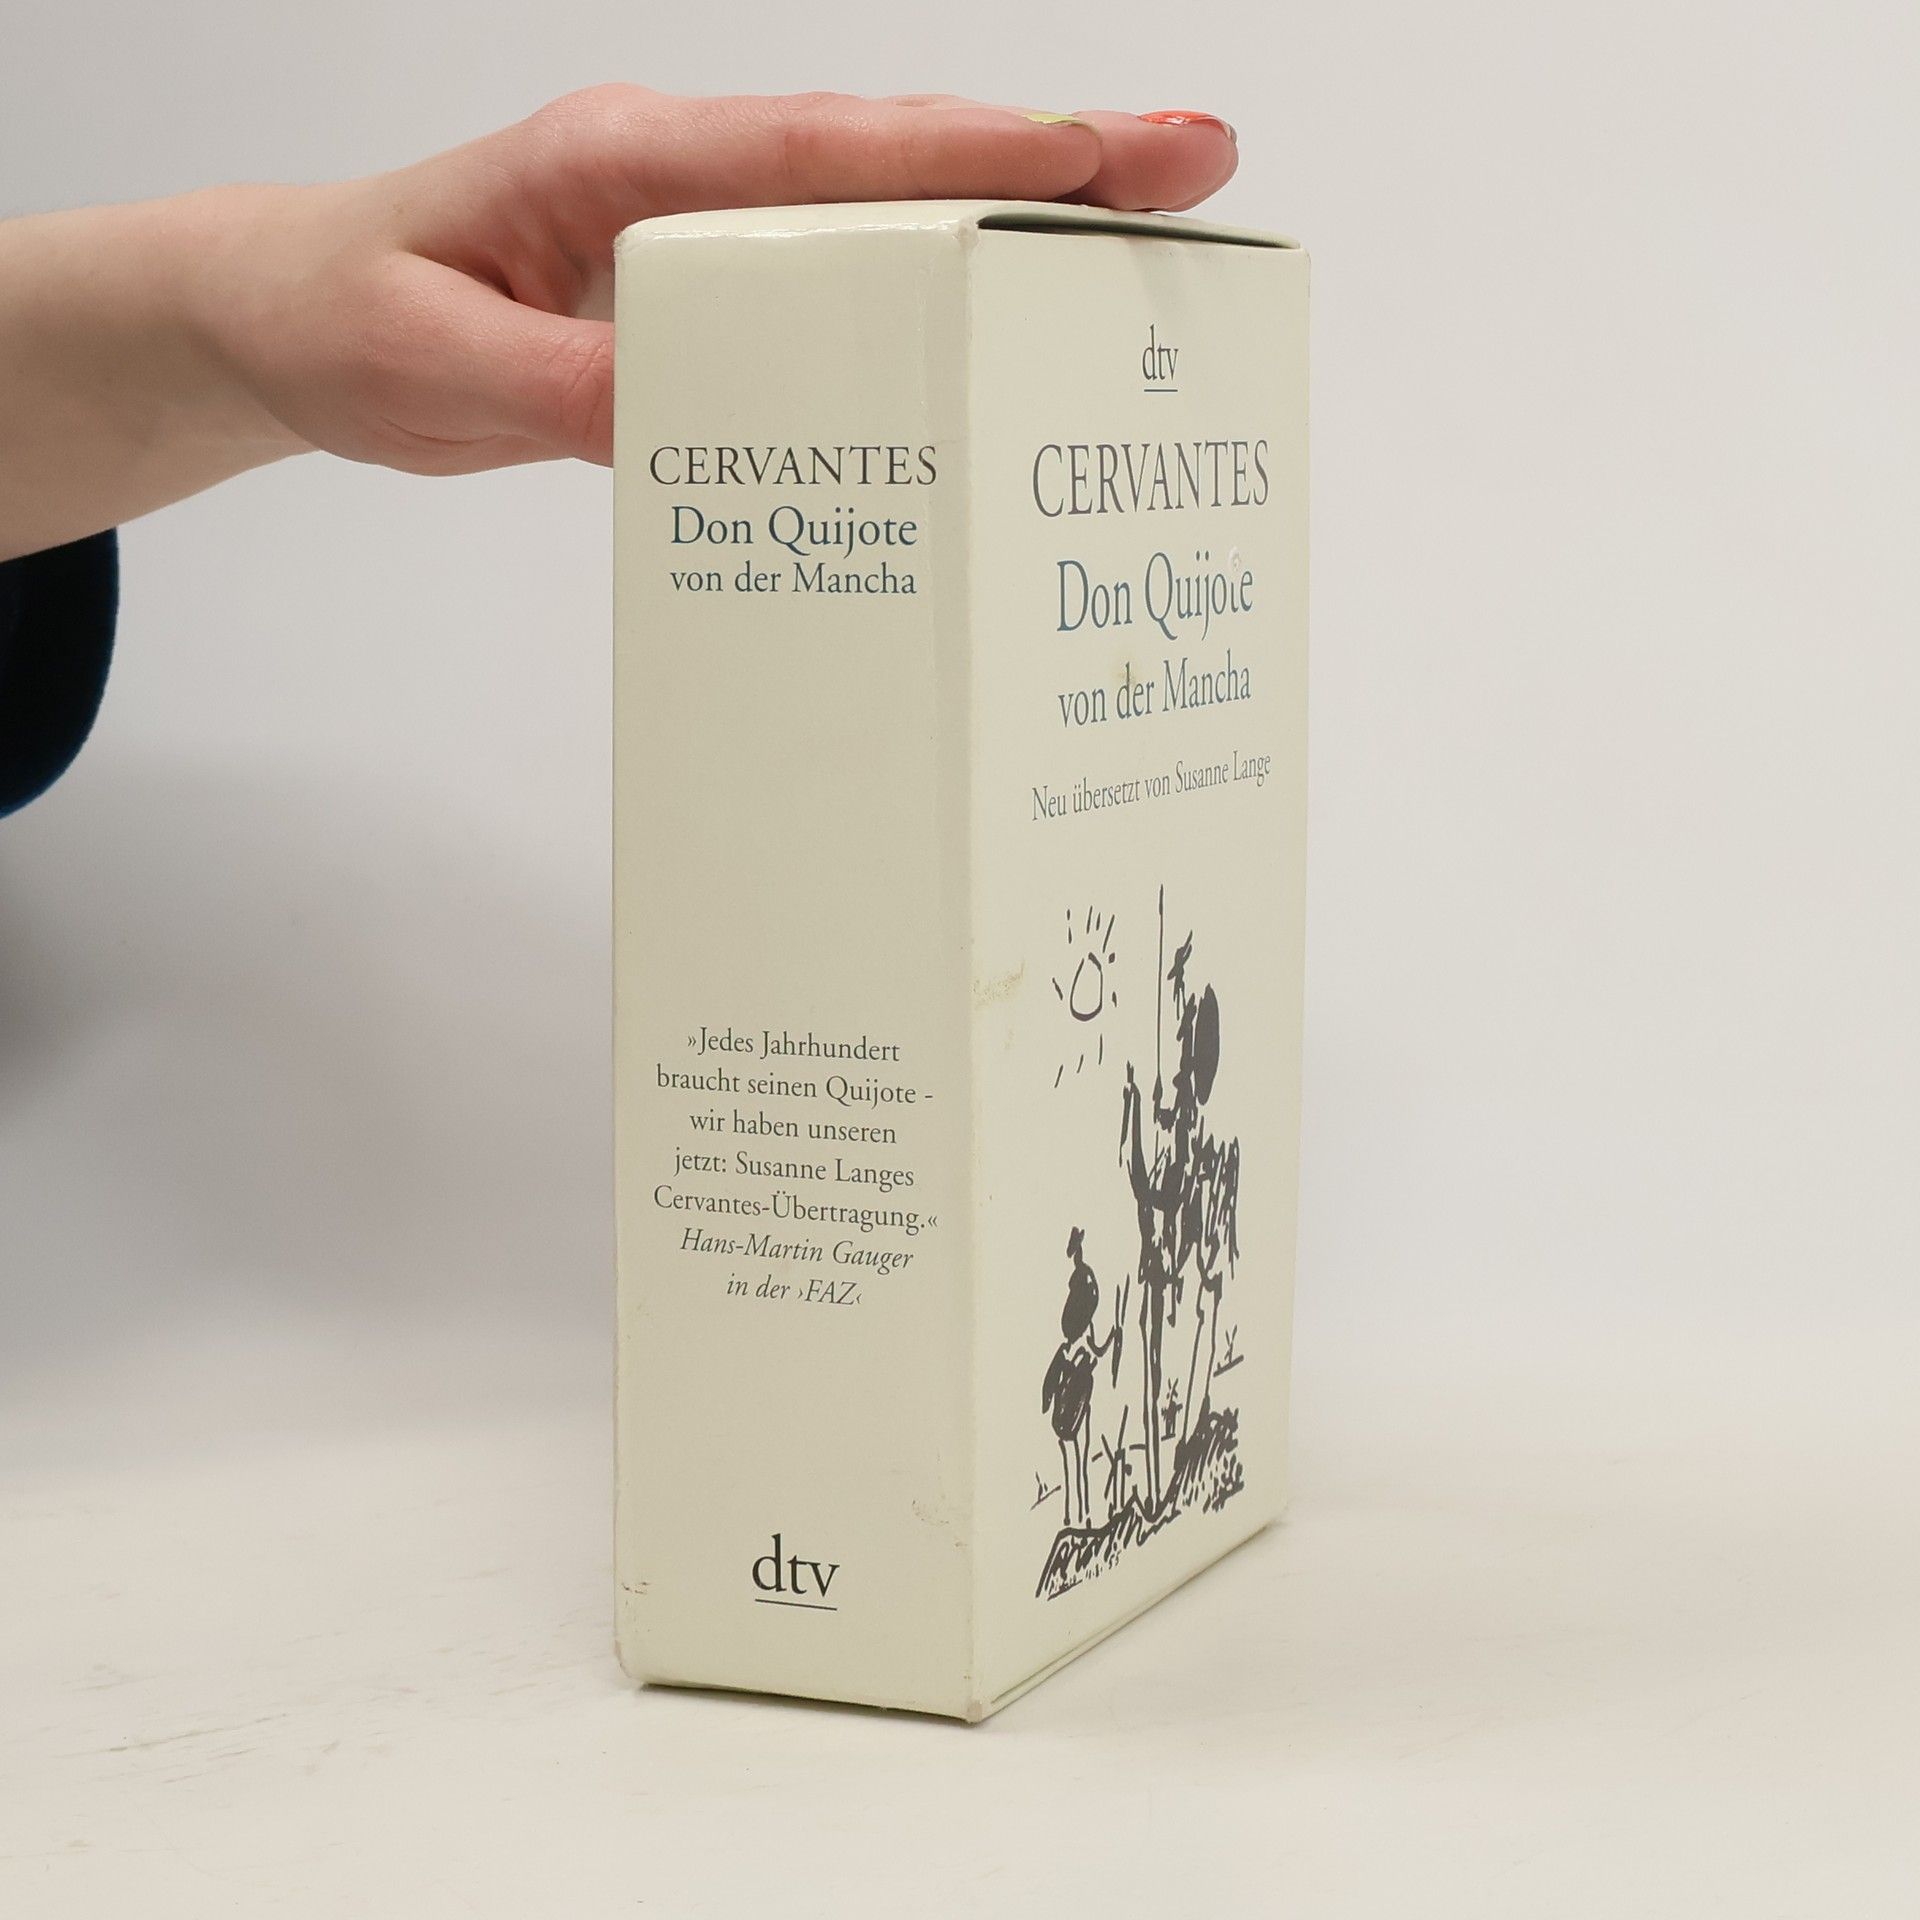 CERVANTES
Don Quijote
von der Mancha
»Jedes Jahrhundert
braucht seinen Quijote -
wir haben unseren
jetzt: Susanne Langes
Cervantes-Übertragung.«
Hans-Martin Gauger
in der ›FAZ‹
dtv
dtv
CERVANTES
Don Quijote
von der Mancha
Neu übersetzt von Susanne Lange